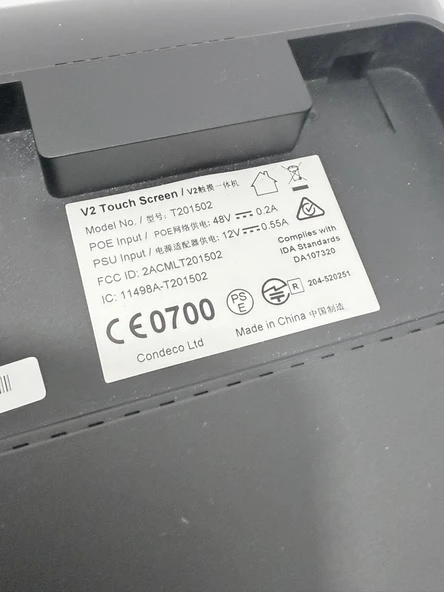 V2 Touch Screen / V2触摸一体机
Model No. / 型号: T201502
POE Input / POE网络供电: 48V 0.2A
PSU Input / 电源适配器供电: 12V 0.55A
FCC ID: 2ACMLT201502
IC: 11498A-T201502
Complies with
IDA Standards
DA107320
CE0700
PS
E
R
204-520251
Condeco Ltd
Made in China 中国制造